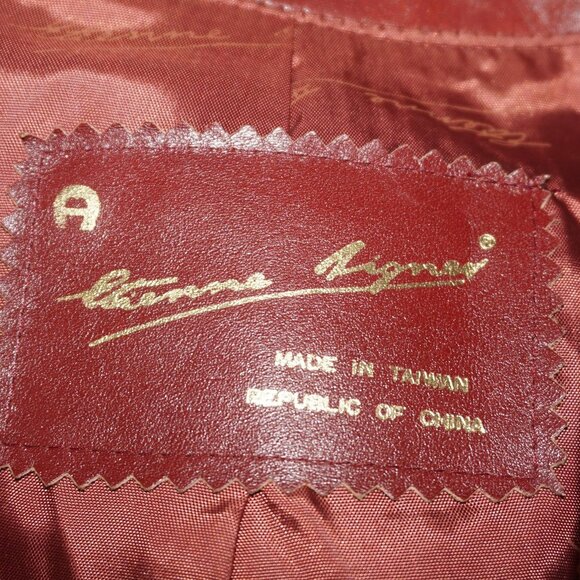 A
Etienne Aigner®
MADE IN TAIWAN
REPUBLIC OF CHINA